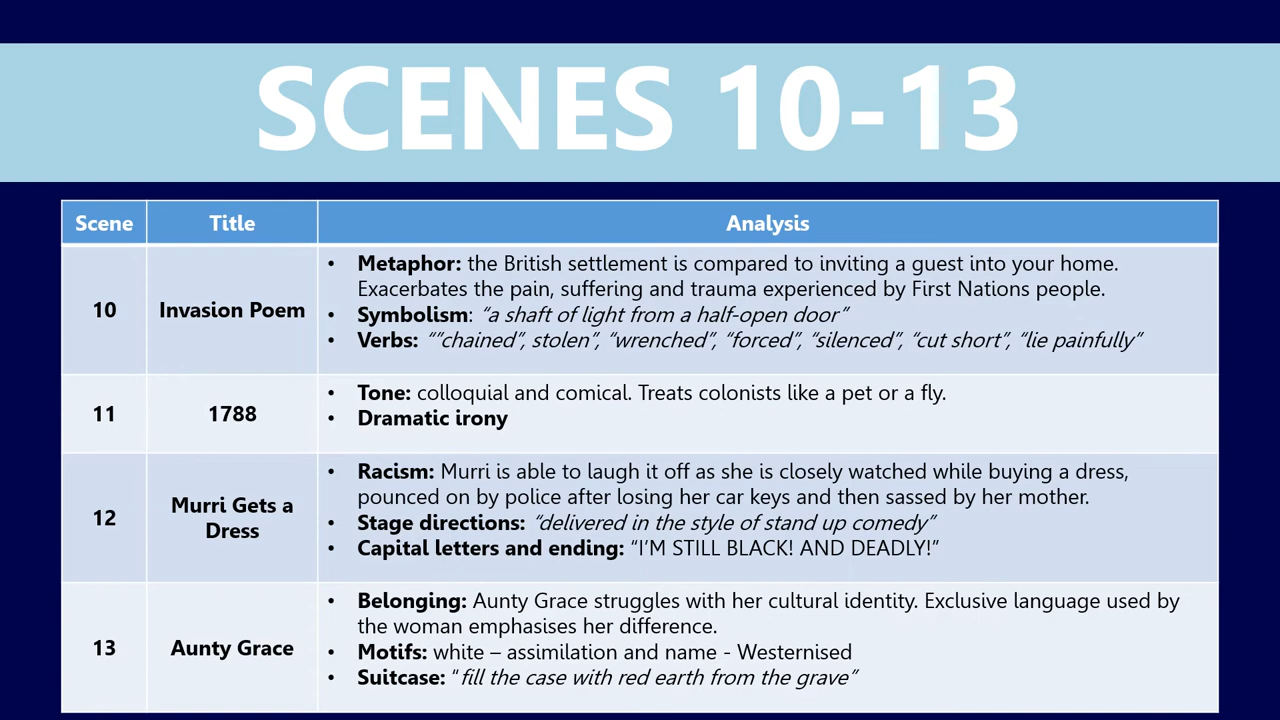 SCENES 10-13
Scene Title Analysis
10 Invasion Poem
• Metaphor: the British settlement is compared to inviting a guest into your home.
Exacerbates the pain, suffering and trauma experienced by First Nations people.
• Symbolism: “a shaft of light from a half-open door”
• Verbs: ““chained”, stolen”, “wrenched”, “forced”, “silenced”, “cut short”, “lie painfully”
11 1788
• Tone: colloquial and comical. Treats colonists like a pet or a fly.
• Dramatic irony
12 Murri Gets a
Dress
• Racism: Murri is able to laugh it off as she is closely watched while buying a dress,
pounced on by police after losing her car keys and then sassed by her mother.
• Stage directions: “delivered in the style of stand up comedy”
• Capital letters and ending: “I’M STILL BLACK! AND DEADLY!”
13 Aunty Grace
• Belonging: Aunty Grace struggles with her cultural identity. Exclusive language used by
the woman emphasises her difference.
• Motifs: white – assimilation and name - Westernised
• Suitcase: “fill the case with red earth from the grave”